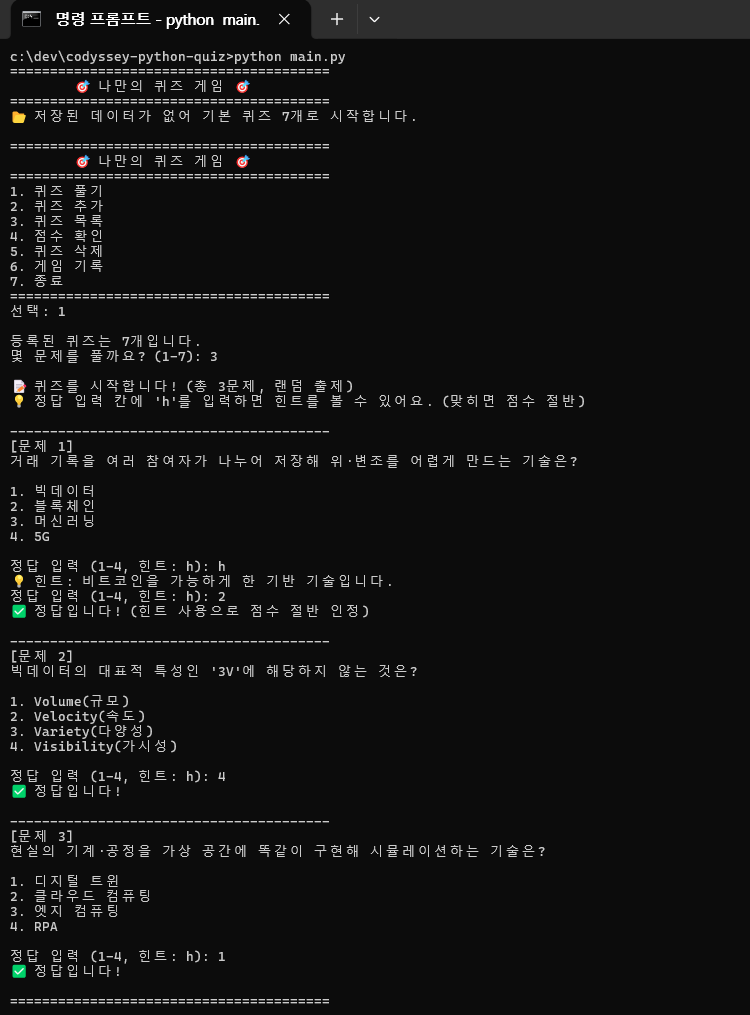 명령 프롬프트 - python  main.
c:\dev\codyssey-python-quiz>python main.py
========================================
🎯 나만의 퀴즈 게임 🎯
========================================
📂 저장된 데이터가 없어 기본 퀴즈 7개로 시작합니다.
========================================
🎯 나만의 퀴즈 게임 🎯
========================================
1. 퀴즈 풀기
2. 퀴즈 추가
3. 퀴즈 목록
4. 점수 확인
5. 퀴즈 삭제
6. 게임 기록
7. 종료
========================================
선택: 1
등록된 퀴즈는 7개입니다.
몇 문제를 풀까요? (1-7): 3
📝 퀴즈를 시작합니다! (총 3문제, 랜덤 출제)
💡 정답 입력 칸에 'h'를 입력하면 힌트를 볼 수 있어요. (맞히면 점수 절반)
----------------------------------------
[문제 1]
거래 기록을 여러 참여자가 나누어 저장해 위·변조를 어렵게 만드는 기술은?
1. 빅데이터
2. 블록체인
3. 머신러닝
4. 5G
정답 입력 (1-4, 힌트: h): h
💡 힌트: 비트코인을 가능하게 한 기반 기술입니다.
정답 입력 (1-4, 힌트: h): 2
✅ 정답입니다! (힌트 사용으로 점수 절반 인정)
----------------------------------------
[문제 2]
빅데이터의 대표적 특성인 '3V'에 해당하지 않는 것은?
1. Volume(규모)
2. Velocity(속도)
3. Variety(다양성)
4. Visibility(가시성)
정답 입력 (1-4, 힌트: h): 4
✅ 정답입니다!
----------------------------------------
[문제 3]
현실의 기계·공정을 가상 공간에 똑같이 구현해 시뮬레이션하는 기술은?
1. 디지털 트윈
2. 클라우드 컴퓨팅
3. 엣지 컴퓨팅
4. RPA
정답 입력 (1-4, 힌트: h): 1
✅ 정답입니다!
========================================